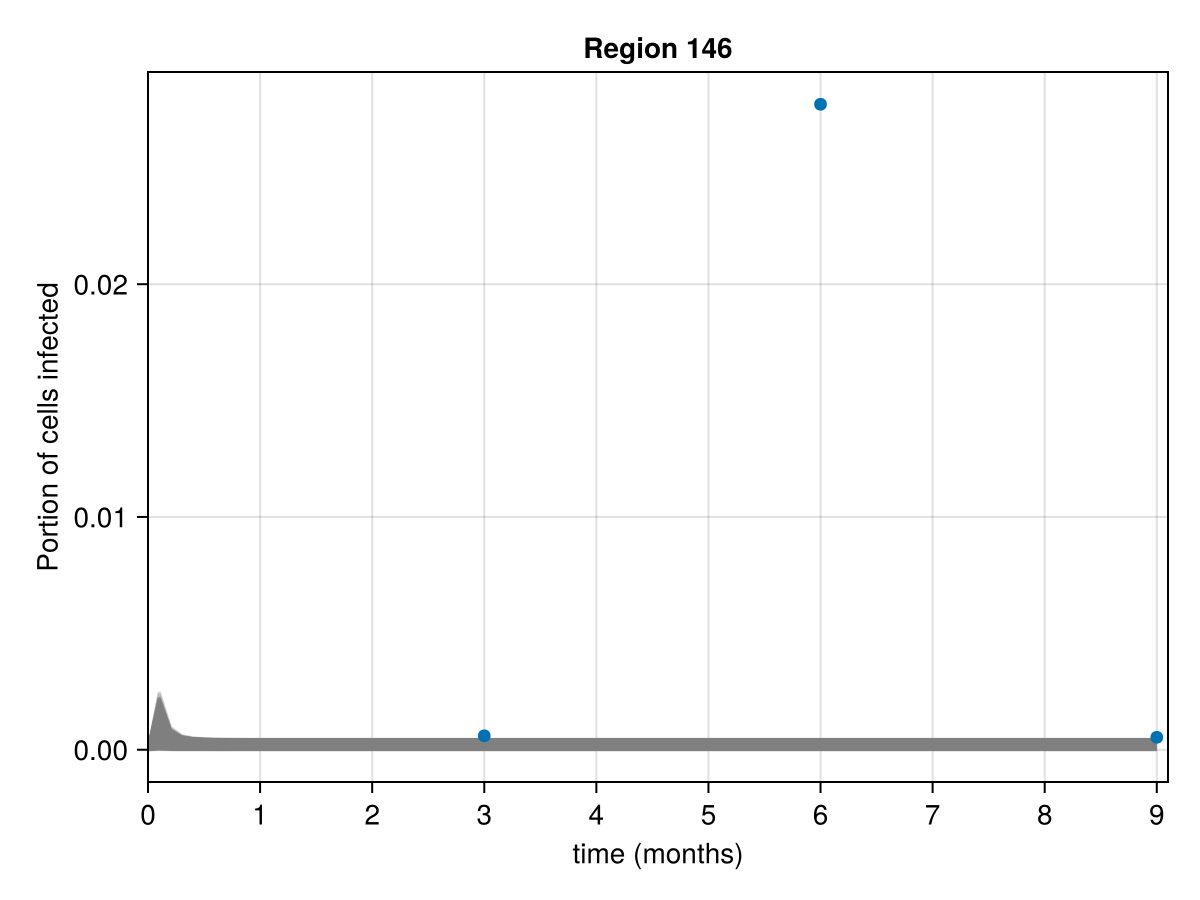 Region 146
Portion of cells infected
0.02
0.01
0.00
0 1 2 3 4 5 6 7 8 9
time (months)